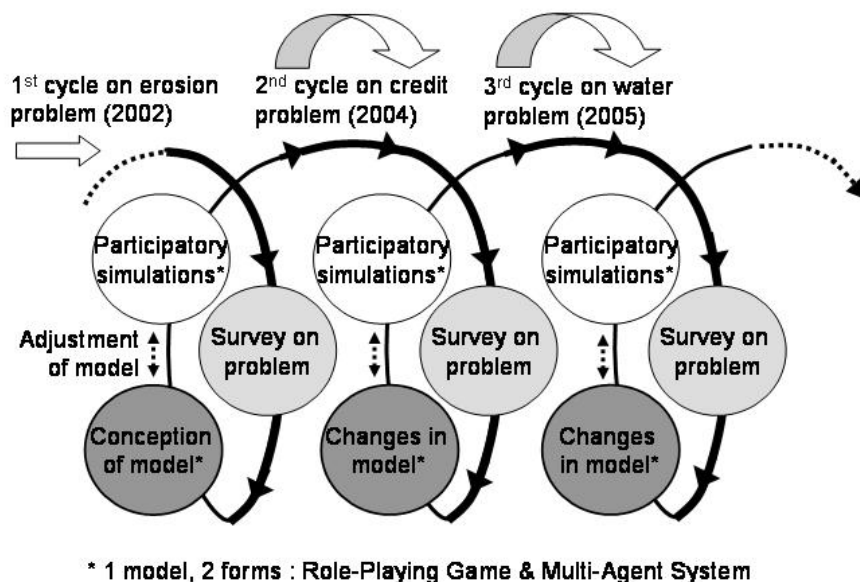 1st cycle on erosion
problem (2002)
2nd cycle on credit
problem (2004)
3rd cycle on water
problem (2005)
Participatory
simulations*
Participatory
simulations*
Participatory
simulations*
Adjustment
of model
Survey on
problem
Survey on
problem
Survey on
problem
Conception
of model*
Changes in
model*
Changes
in model*
* 1 model, 2 forms : Role-Playing Game & Multi-Agent System